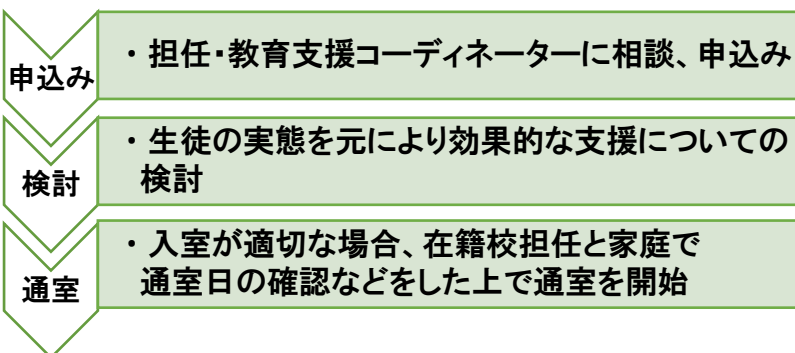 申込み
・担任・教育支援コーディネーターに相談、申込み
検討
・生徒の実態を元により効果的な支援についての
検討
通室
・入室が適切な場合、在籍校担任と家庭で
通室日の確認などをした上で通室を開始